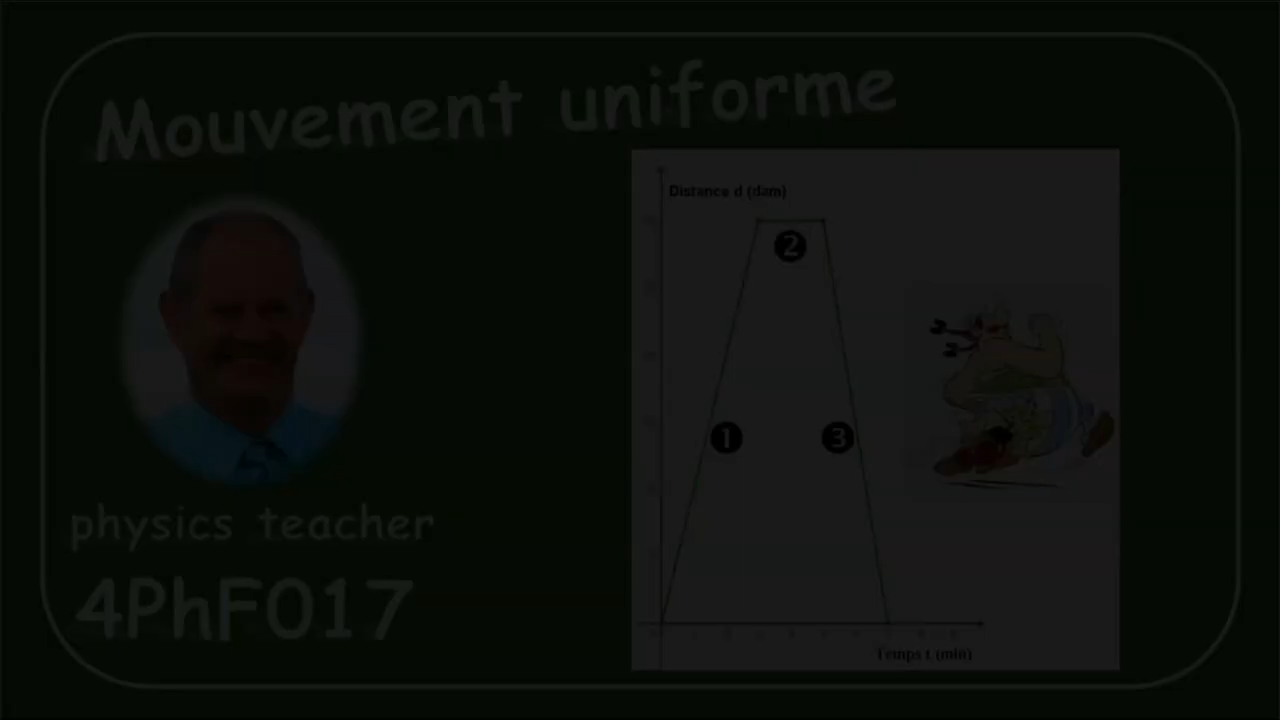 Mouvement uniforme
Distance d (dam)
2
1
3
Temps t (min)
physics teacher
4PhF017